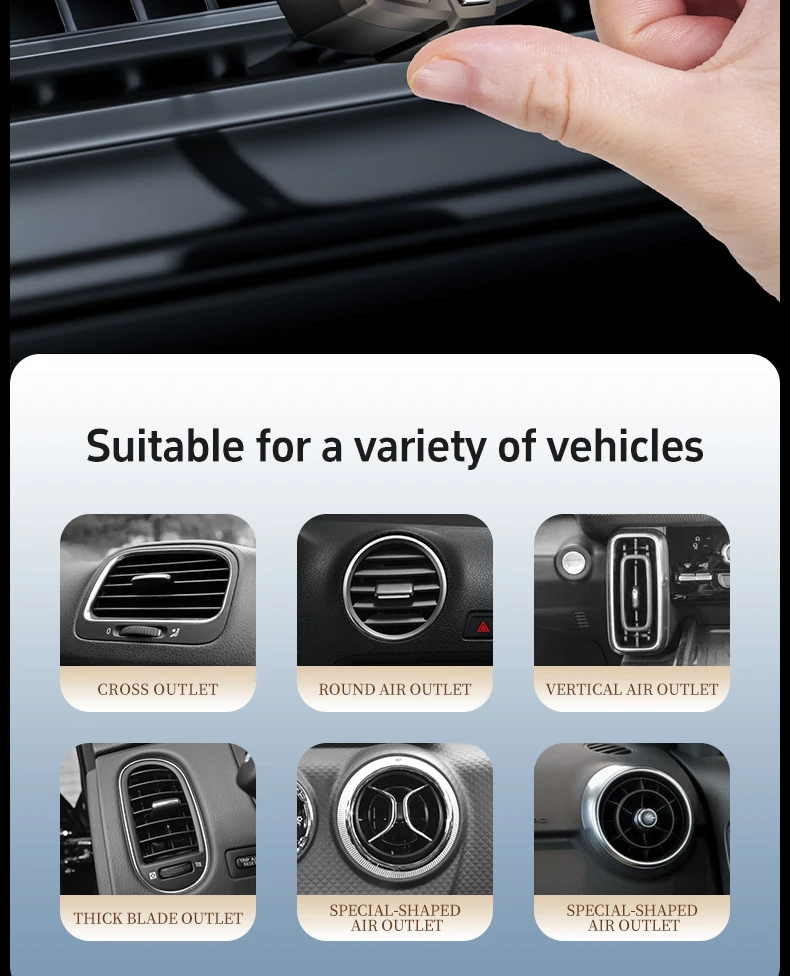 Suitable for a variety of vehicles
CROSS OUTLET
ROUND AIR OUTLET
VERTICAL AIR OUTLET
THICK BLADE OUTLET
SPECIAL-SHAPED
AIR OUTLET
SPECIAL-SHAPED
AIR OUTLET